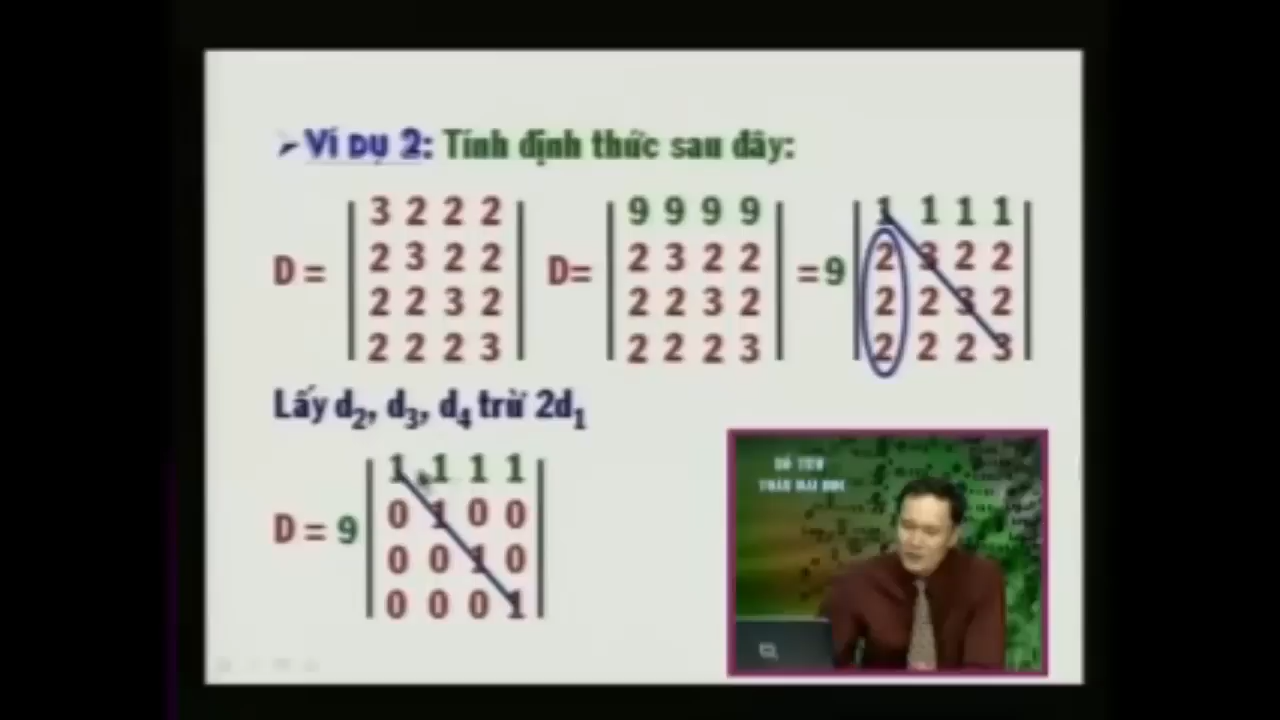 ➢ Ví Dụ 2: Tính định thức sau đây:
D = | 3 2 2 2 | D= | 9 9 9 9 | = 9 | 1 1 1 1 |
| 2 3 2 2 | | 2 3 2 2 | | 2 3 2 2 |
| 2 2 3 2 | | 2 2 3 2 | | 2 2 3 2 |
| 2 2 2 3 | | 2 2 2 3 | | 2 2 2 3 |
Lấy d2, d3, d4 trừ 2d1
D = 9 | 1 1 1 1 |
| 0 1 0 0 |
| 0 0 1 0 |
| 0 0 0 1 |